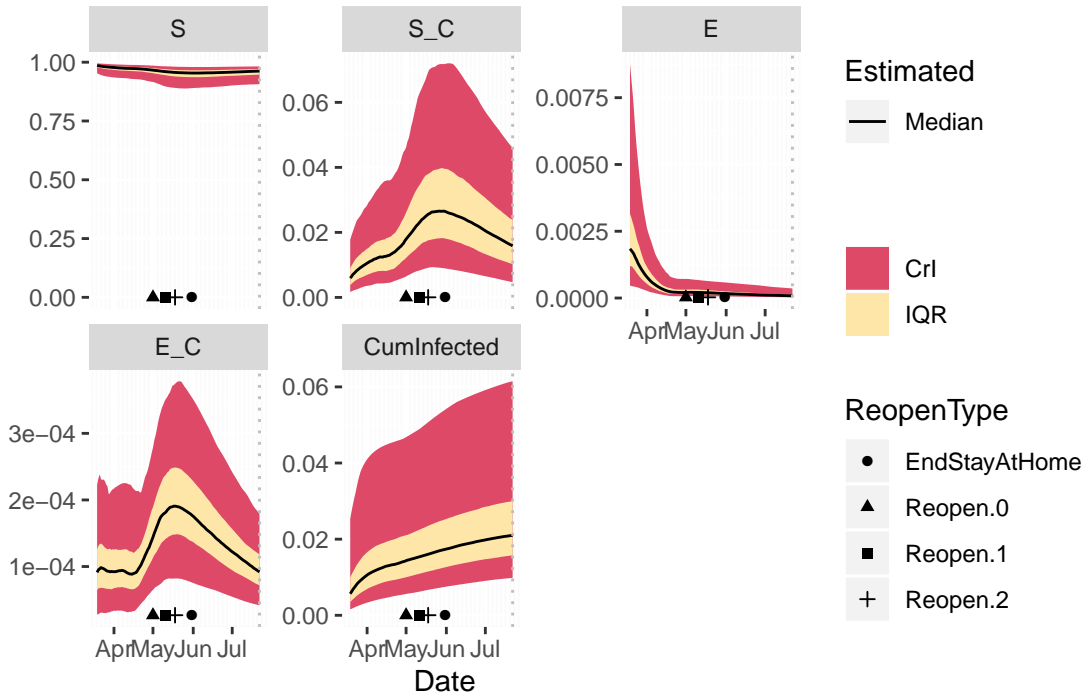 S
S_C
E
1.00
0.75
0.50
0.25
0.00
0.06
0.04
0.02
0.00
0.0075
0.0050
0.0025
0.0000
Apr May Jun Jul
E_C
CumInfected
3e−04
2e−04
1e−04
0.06
0.04
0.02
0.00
Apr May Jun Jul
Apr May Jun Jul
Date
Estimated
Median
CrI
IQR
ReopenType
EndStayAtHome
Reopen.0
Reopen.1
Reopen.2